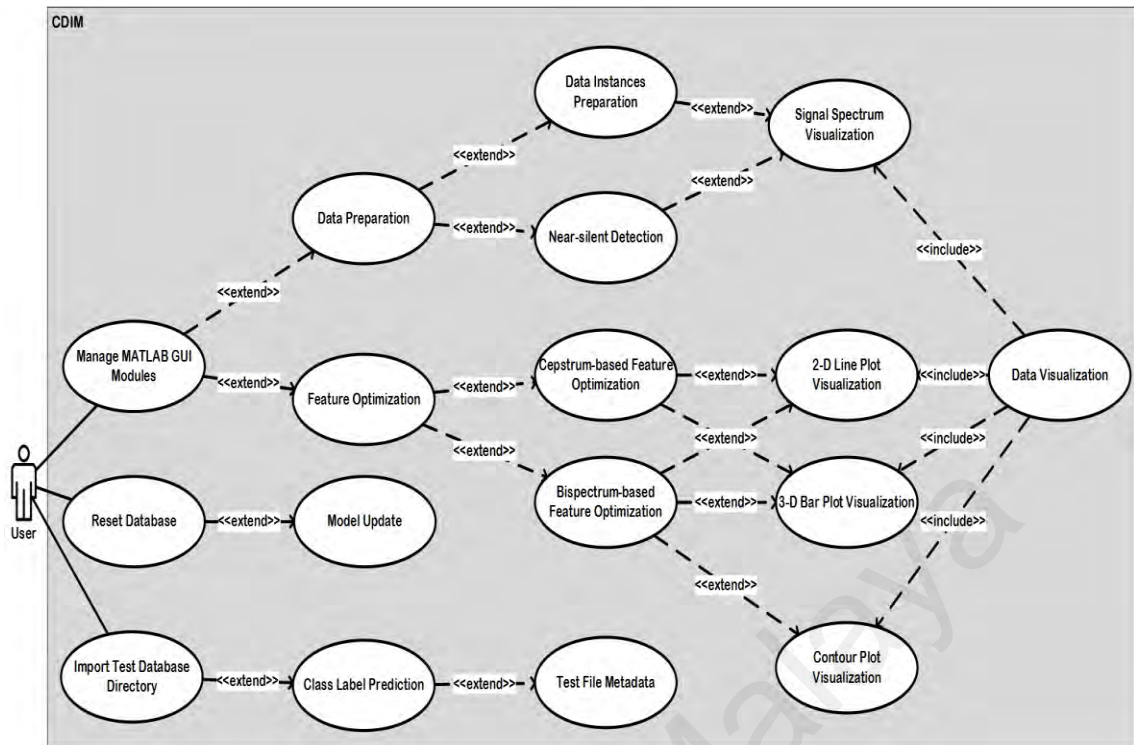 CDIM
Data Instances
Preparation
<<extend>>
Signal Spectrum
Visualization
<<extend>>
<<extend>>
Data Preparation
<<extend>>
Near-silent Detection
<<include>>
<<extend>>
Manage MATLAB GUI
Modules
<<extend>>
Feature Optimization
<<extend>>
Cepstrum-based Feature
Optimization
<<extend>>
2-D Line Plot
Visualization
<<include>>
Data Visualization
<<extend>>
<<extend>>
<<include>>
Bispectrum-based
Feature Optimization
<<extend>>
3-D Bar Plot Visualization
User
Reset Database
<<extend>>
Model Update
<<include>>
<<extend>>
Import Test Database
Directory
<<extend>>
Class Label Prediction
<<extend>>
Test File Metadata
Contour Plot
Visualization
Malaya